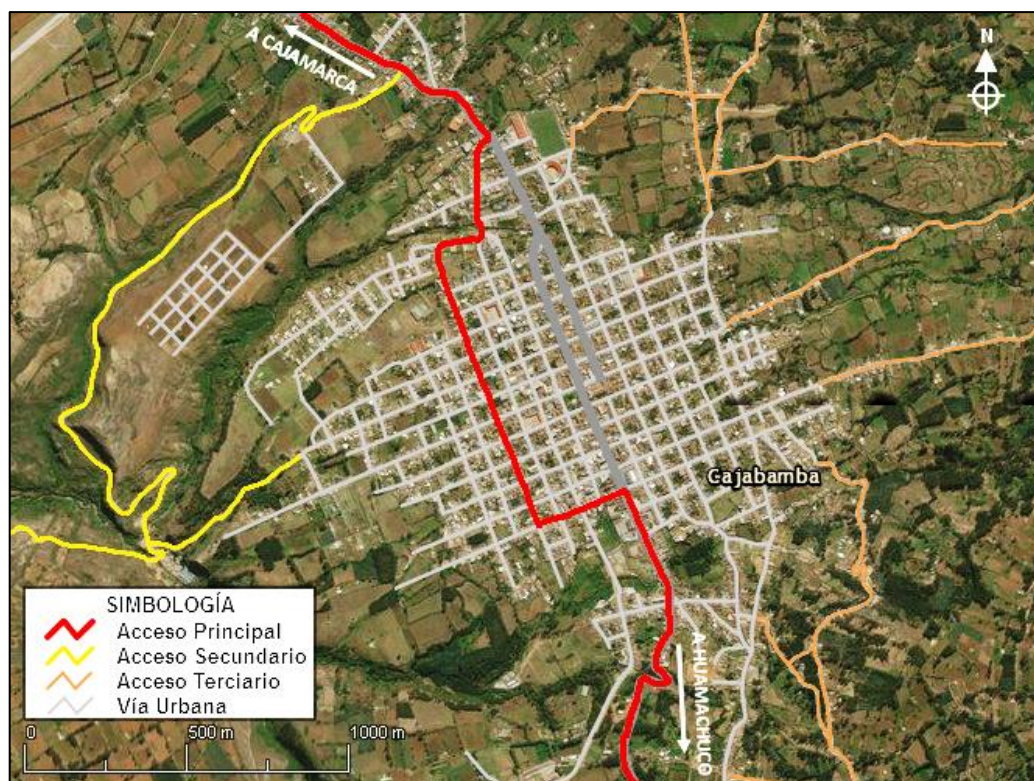 A CAJAMARCA
N
Cajabamba
SIMBOLOGÍA
Acceso Principal
Acceso Secundario
Acceso Terciario
Vía Urbana
0 500 m 1000 m
A HUAMACHUCO